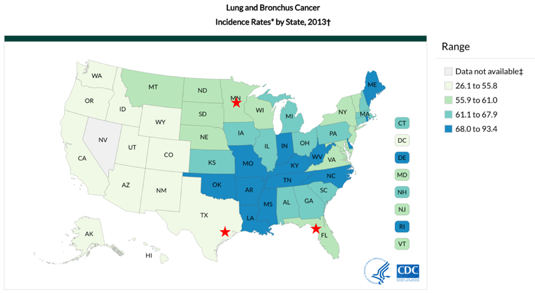 Lung and Bronchus Cancer
Incidence Rates* by State, 2013†
Range
Data not available‡
26.1 to 55.8
55.9 to 61.0
61.1 to 67.9
68.0 to 93.4
WA
MT
ND
MN
ME
OR
ID
SD
WI
MI
NY
MA
WY
NE
IA
PA
NV
UT
CO
KS
MO
IL
IN
OH
WV
VA
CA
KY
AZ
NM
OK
AR
TN
NC
SC
TX
LA
MS
AL
GA
FL
AK
HI
CT
DC
DE
MD
NH
NJ
RI
VT
CDC